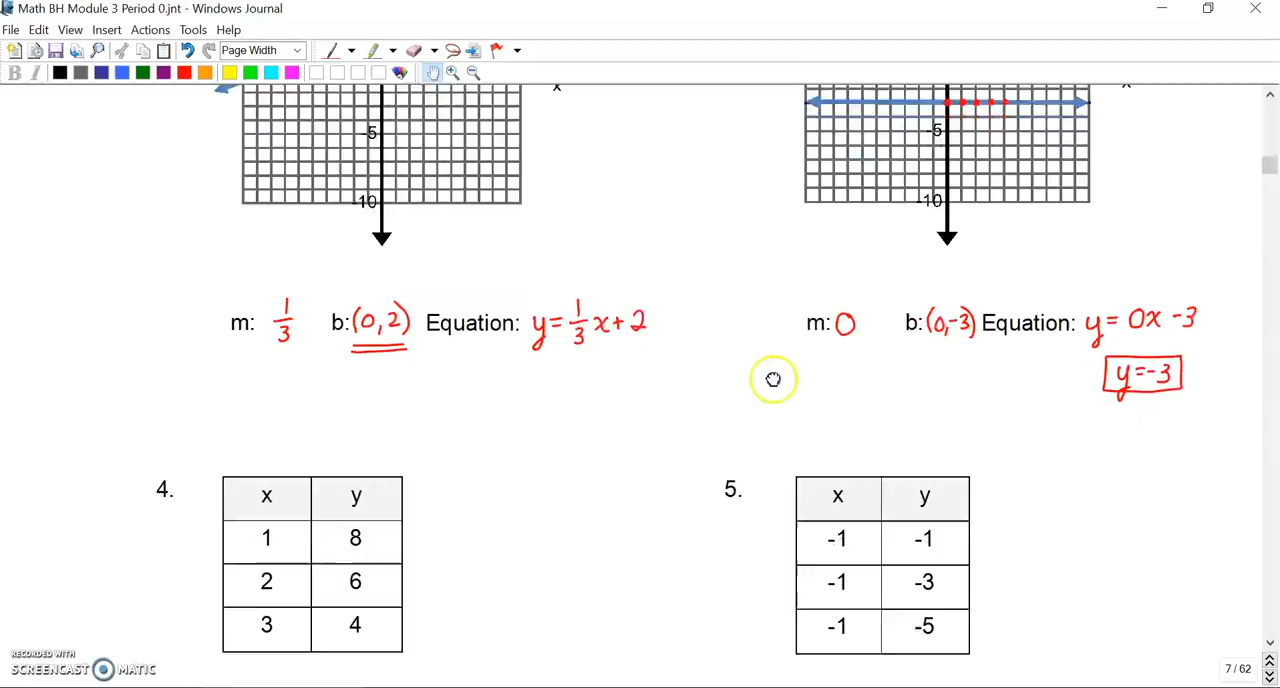 Math BH Module 3 Period 0.jnt - Windows Journal
File Edit View Insert Actions Tools Help
Page Width
B I
x
-5
-10
x
-5
-10
m: 1/3 b: (0, 2) Equation: y = 1/3 x + 2
m: 0 b: (0, -3) Equation: y = 0x - 3
y = -3
4.
x y
1 8
2 6
3 4
5.
x y
-1 -1
-1 -3
-1 -5
RECORDED WITH
SCREENCAST MATIC
7 / 62